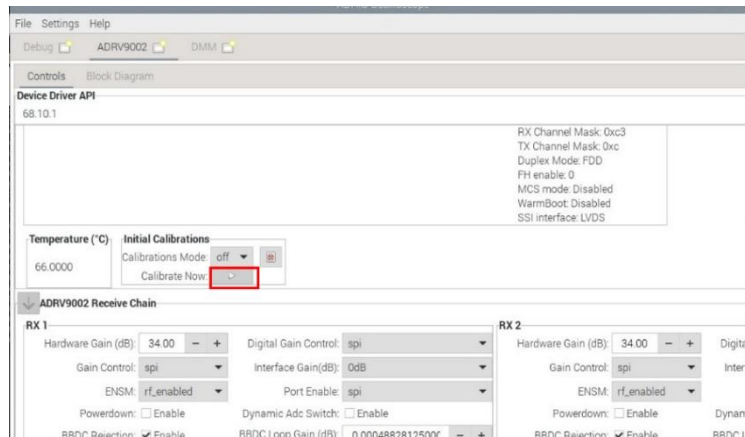 File Settings Help
Debug ADRV9002 DMM
Controls Block Diagram
Device Driver API
68.10.1
RX Channel Mask: 0xc3
TX Channel Mask: 0xc
Duplex Mode: FDD
FH enable: 0
MCS mode: Disabled
WarmBoot: Disabled
SSI interface: LVDS
Temperature (°C) Initial Calibrations
Calibrations Mode: off
66.0000
Calibrate Now:
ADRV9002 Receive Chain
RX 1 RX 2
Hardware Gain (dB): 34.00 - + Digital Gain Control: spi Hardware Gain (dB): 34.00 - + Digita
Gain Control: spi Interface Gain(dB): 0dB Gain Control: spi Inter
ENSM: rf_enabled Port Enable: spi ENSM: rf_enabled
Powerdown: Enable Dynamic Adc Switch: Enable Powerdown: Enable Dynam
BBDC Rejection: Enable BBDC Loop Gain (dB): 0.00048828125000 - + BBDC Rejection: Enable BBDC L